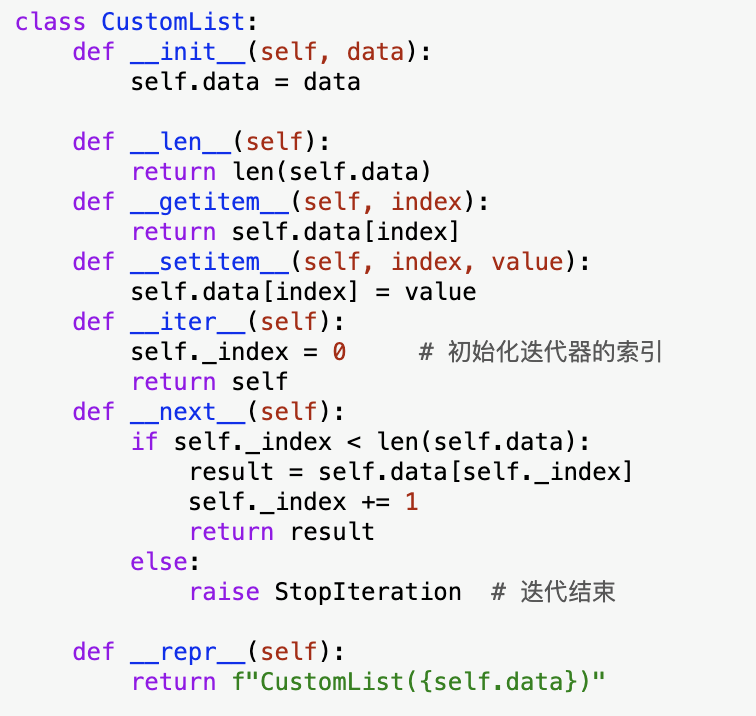 class CustomList:
    def __init__(self, data):
        self.data = data

    def __len__(self):
        return len(self.data)
    def __getitem__(self, index):
        return self.data[index]
    def __setitem__(self, index, value):
        self.data[index] = value
    def __iter__(self):
        self._index = 0     # 初始化迭代器的索引
        return self
    def __next__(self):
        if self._index < len(self.data):
            result = self.data[self._index]
            self._index += 1
            return result
        else:
            raise StopIteration  # 迭代结束

    def __repr__(self):
        return f"CustomList({self.data})"